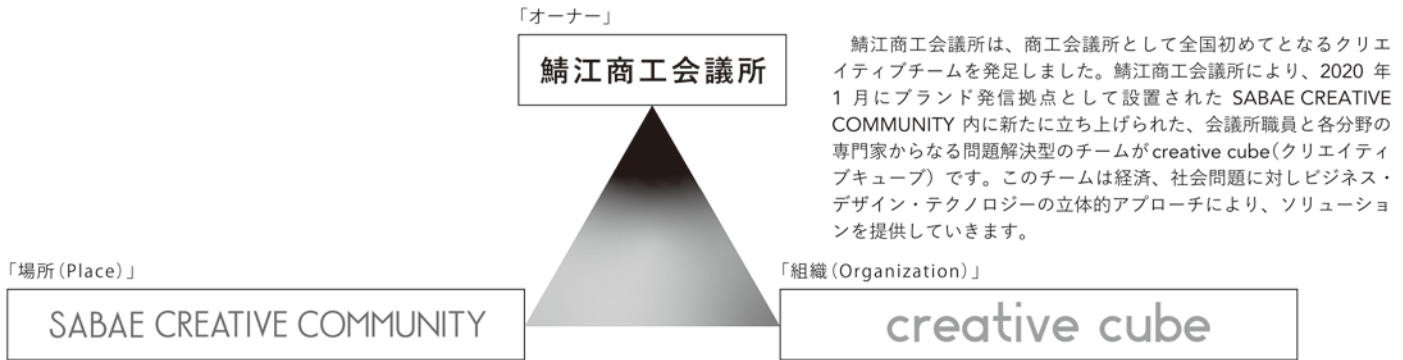 「オーナー」
鯖江商工会議所
鯖江商工会議所は、商工会議所として全国初めてとなるクリエ
イティブチームを発足しました。鯖江商工会議所により、2020 年
1 月にブランド発信拠点として設置された SABAE CREATIVE
COMMUNITY 内に新たに立ち上げられた、会議所職員と各分野の
専門家からなる問題解決型のチームが creative cube（クリエイティ
ブキューブ）です。このチームは経済、社会問題に対しビジネス・
デザイン・テクノロジーの立体的アプローチにより、ソリューショ
ンを提供していきます。
「場所（Place）」
SABAE CREATIVE COMMUNITY
「組織（Organization）」
creative cube